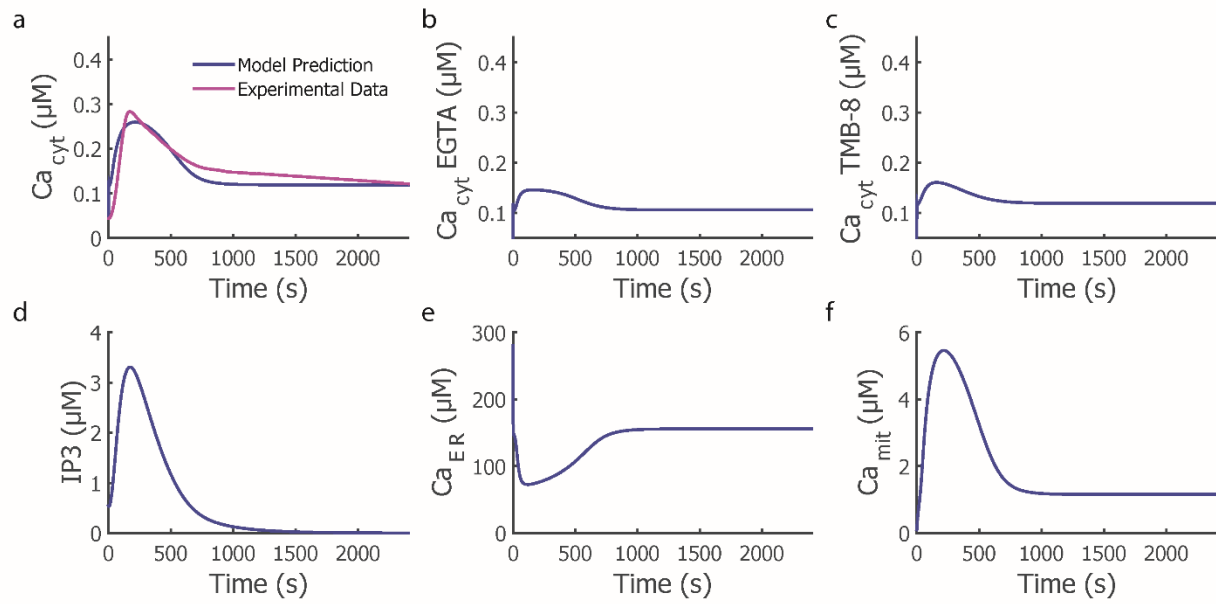 a
Ca cyt (µM)
0.4
0.3
0.2
0.1
0
Model Prediction
Experimental Data
0 500 1000 1500 2000
Time (s)
b
Ca cyt EGTA (µM)
0.4
0.3
0.2
0.1
0 500 1000 1500 2000
Time (s)
c
Ca cyt TMB-8 (µM)
0.4
0.3
0.2
0.1
0 500 1000 1500 2000
Time (s)
d
IP3 (µM)
4
3
2
1
0
0 500 1000 1500 2000
Time (s)
e
Ca ER (µM)
300
200
100
0
0 500 1000 1500 2000
Time (s)
f
Ca mit (µM)
6
4
2
0
0 500 1000 1500 2000
Time (s)